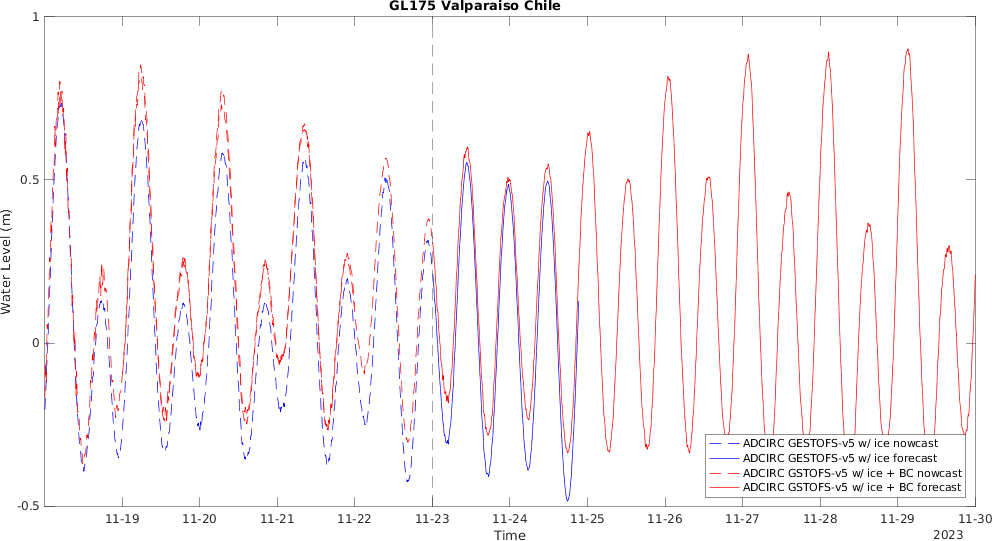 GL175 Valparaiso Chile
1
0.5
0
-0.5
Water Level (m)
ADCIRC GESTOFS-v5 w/ ice nowcast
ADCIRC GESTOFS-v5 w/ ice forecast
ADCIRC GSTOFS-v5 w/ ice + BC nowcast
ADCIRC GSTOFS-v5 w/ ice + BC forecast
11-19 11-20 11-21 11-22 11-23 11-24 11-25 11-26 11-27 11-28 11-29 11-30
Time
2023